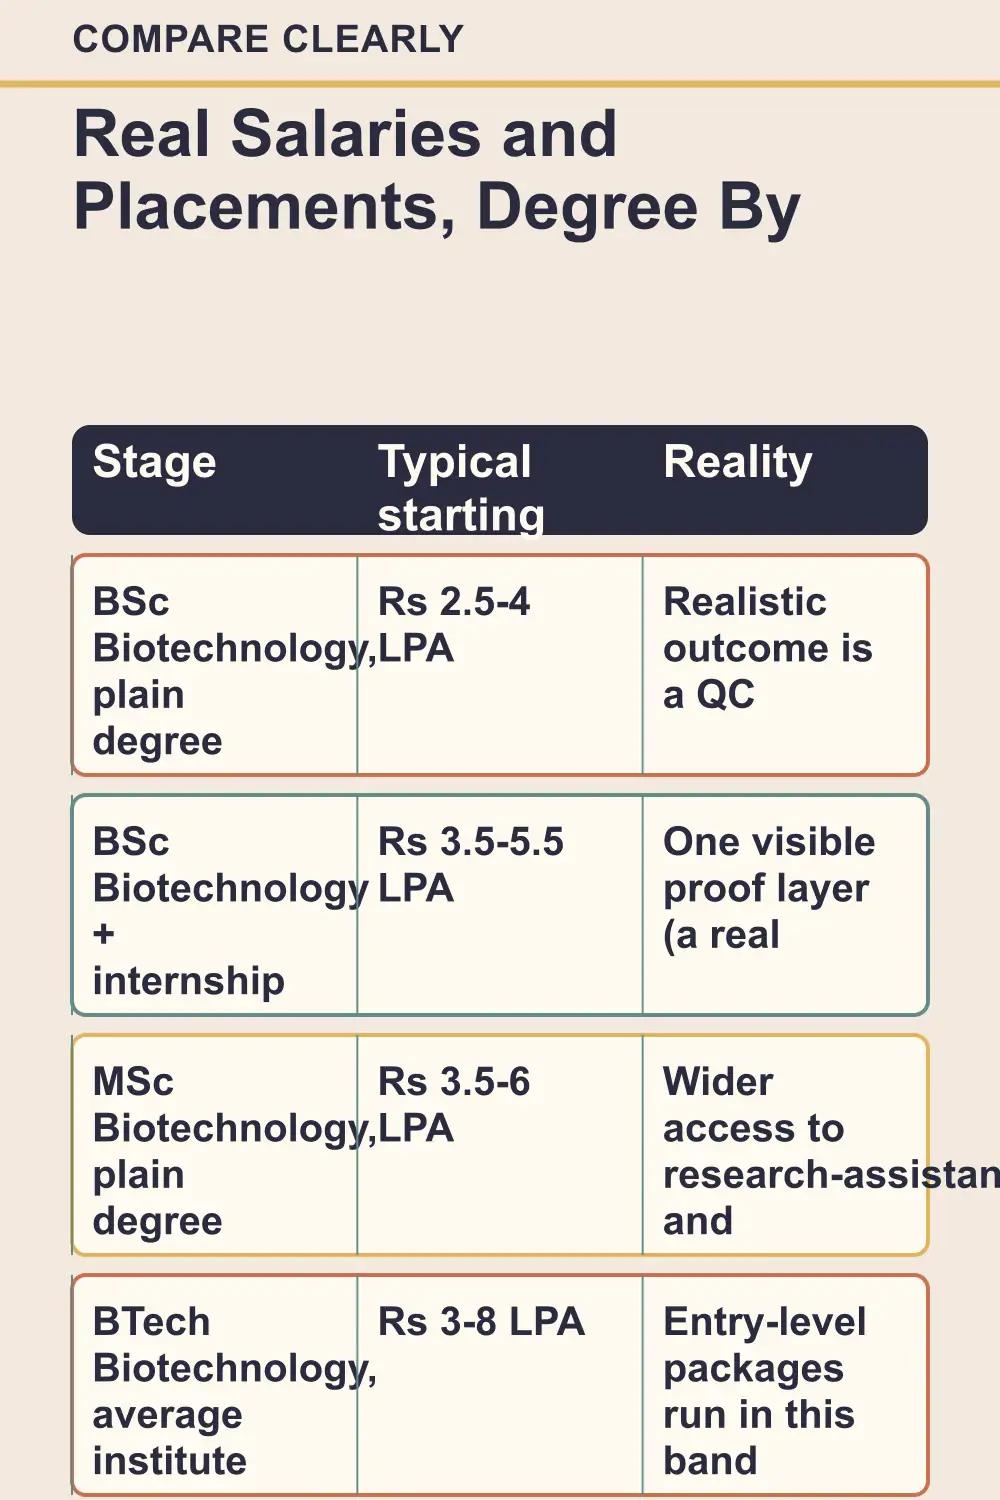 COMPARE CLEARLY
Real Salaries and
Placements, Degree By
Stage
Typical
starting
Reality
BSc
Biotechnology,
plain
degree
Rs 2.5-4
LPA
Realistic
outcome is
a QC
BSc
Biotechnology
+
internship
Rs 3.5-5.5
LPA
One visible
proof layer
(a real
MSc
Biotechnology,
plain
degree
Rs 3.5-6
LPA
Wider
access to
research-assistan
and
BTech
Biotechnology,
average
institute
Rs 3-8 LPA
Entry-level
packages
run in this
band